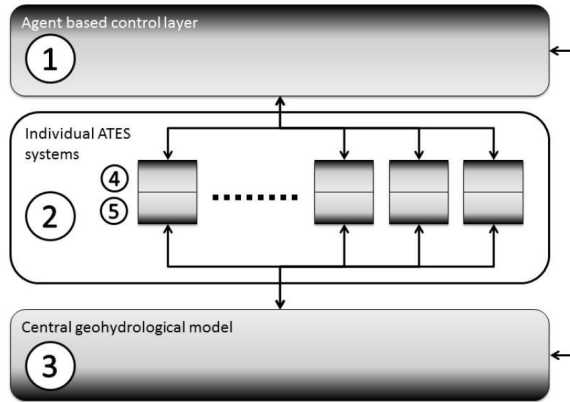 Agent based control layer
1
Individual ATES
systems
4
2
5
Central geohydrological model
3